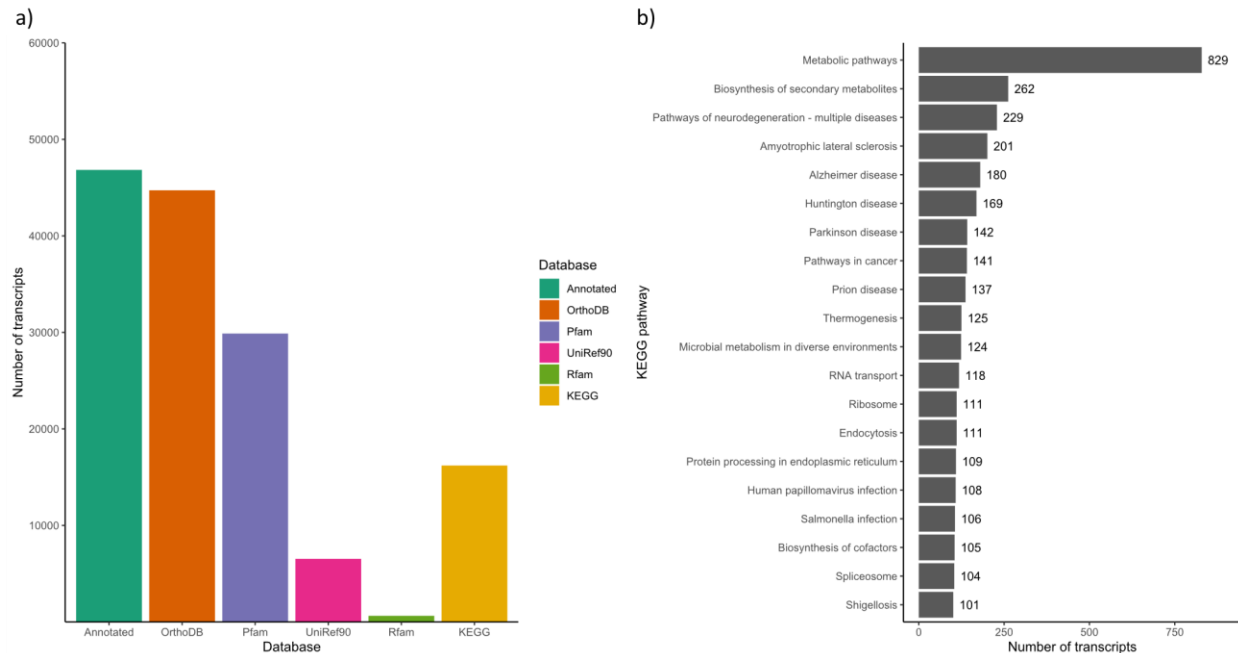 a)
60000
50000
40000
30000
20000
10000
Number of transcripts
Annotated
OrthoDB
Pfam
UniRef90
Rfam
KEGG
Database
Database
Annotated
OrthoDB
Pfam
UniRef90
Rfam
KEGG
b)
KEGG pathway
Metabolic pathways 829
Biosynthesis of secondary metabolites 262
Pathways of neurodegeneration - multiple diseases 229
Amyotrophic lateral sclerosis 201
Alzheimer disease 180
Huntington disease 169
Parkinson disease 142
Pathways in cancer 141
Prion disease 137
Thermogenesis 125
Microbial metabolism in diverse environments 124
RNA transport 118
Ribosome 111
Endocytosis 111
Protein processing in endoplasmic reticulum 109
Human papillomavirus infection 108
Salmonella infection 106
Biosynthesis of cofactors 105
Spliceosome 104
Shigellosis 101
0 250 500 750
Number of transcripts